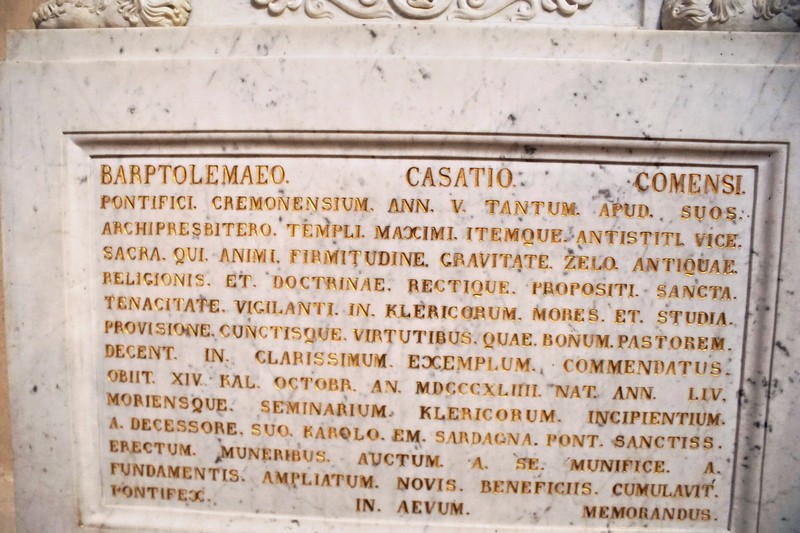 BARPTOLEMAEO. CASATIO. COMENSI.
PONTIFICI. CREMONENSIUM. ANN. V. TANTUM. APUD. SUOS.
ARCHIPRESBITERO. TEMPLI. MAXIMI. ITEMQUE. ANTISTITI. VICE.
SACRA. QUI. ANIMI. FIRMITUDINE. GRAVITATE. ZELO. ANTIQUAE.
RELIGIONIS. ET. DOCTRINAE. RECTIQUE. PROPOSITI. SANCTA.
TENACITATE. VIGILANTI. IN. KLERICORUM. MORES. ET. STUDIA.
PROVISIONE. CUNCTISQUE. VIRTUTIBUS. QUAE. BONUM. PASTOREM
DECENT. IN. CLARISSIMUM. EXEMPLUM. COMMENDATUS.
OBIIT. XIV. KAL. OCTOBR. AN. MDCCCXLIIII. NAT. ANN. LIV.
MORIENSQUE. SEMINARIUM. KLERICORUM. INCIPIENTIUM.
A. DECESSORE. SUO. KAROLO. EM. SARDAGNA. PONT. SANCTISS.
ERECTUM. MUNERIBUS. AUCTUM. A. SE. MUNIFICE. A.
FUNDAMENTIS. AMPLIATUM. NOVIS. BENEFICIIS. CUMULAVIT.
PONTIFEX. IN. AEVUM. MEMORANDUS.